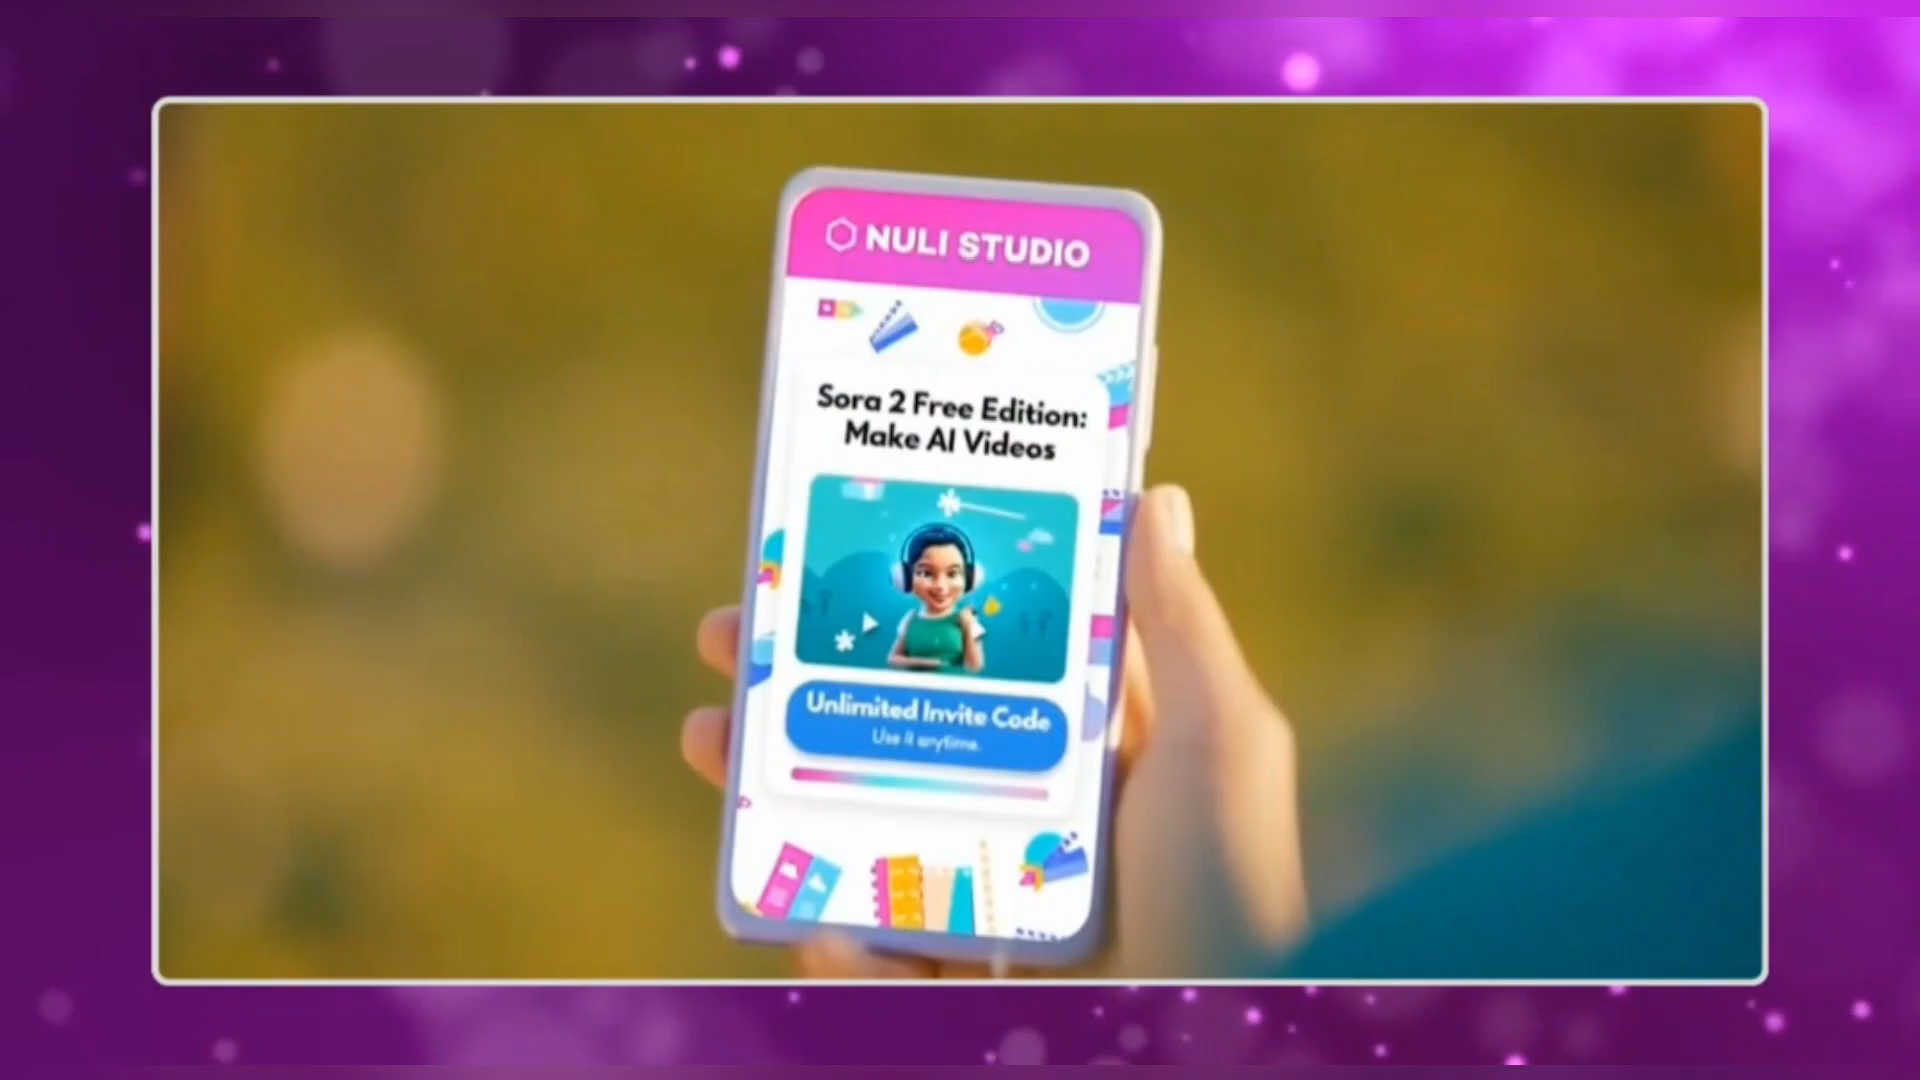 NULI STUDIO
Sora 2 Free Edition:
Make AI Videos
Unlimited Invite Code
Use it anytime.